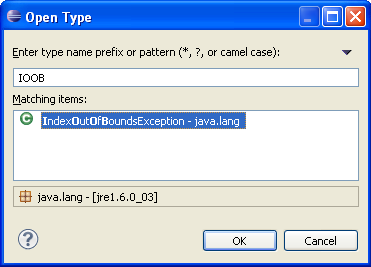 Open Type
Enter type name prefix or pattern (*, ?, or camel case):
IOOB
Matching items:
C IndexOutOfBoundsException - java.lang
java.lang - [jre1.6.0_03]
? OK Cancel